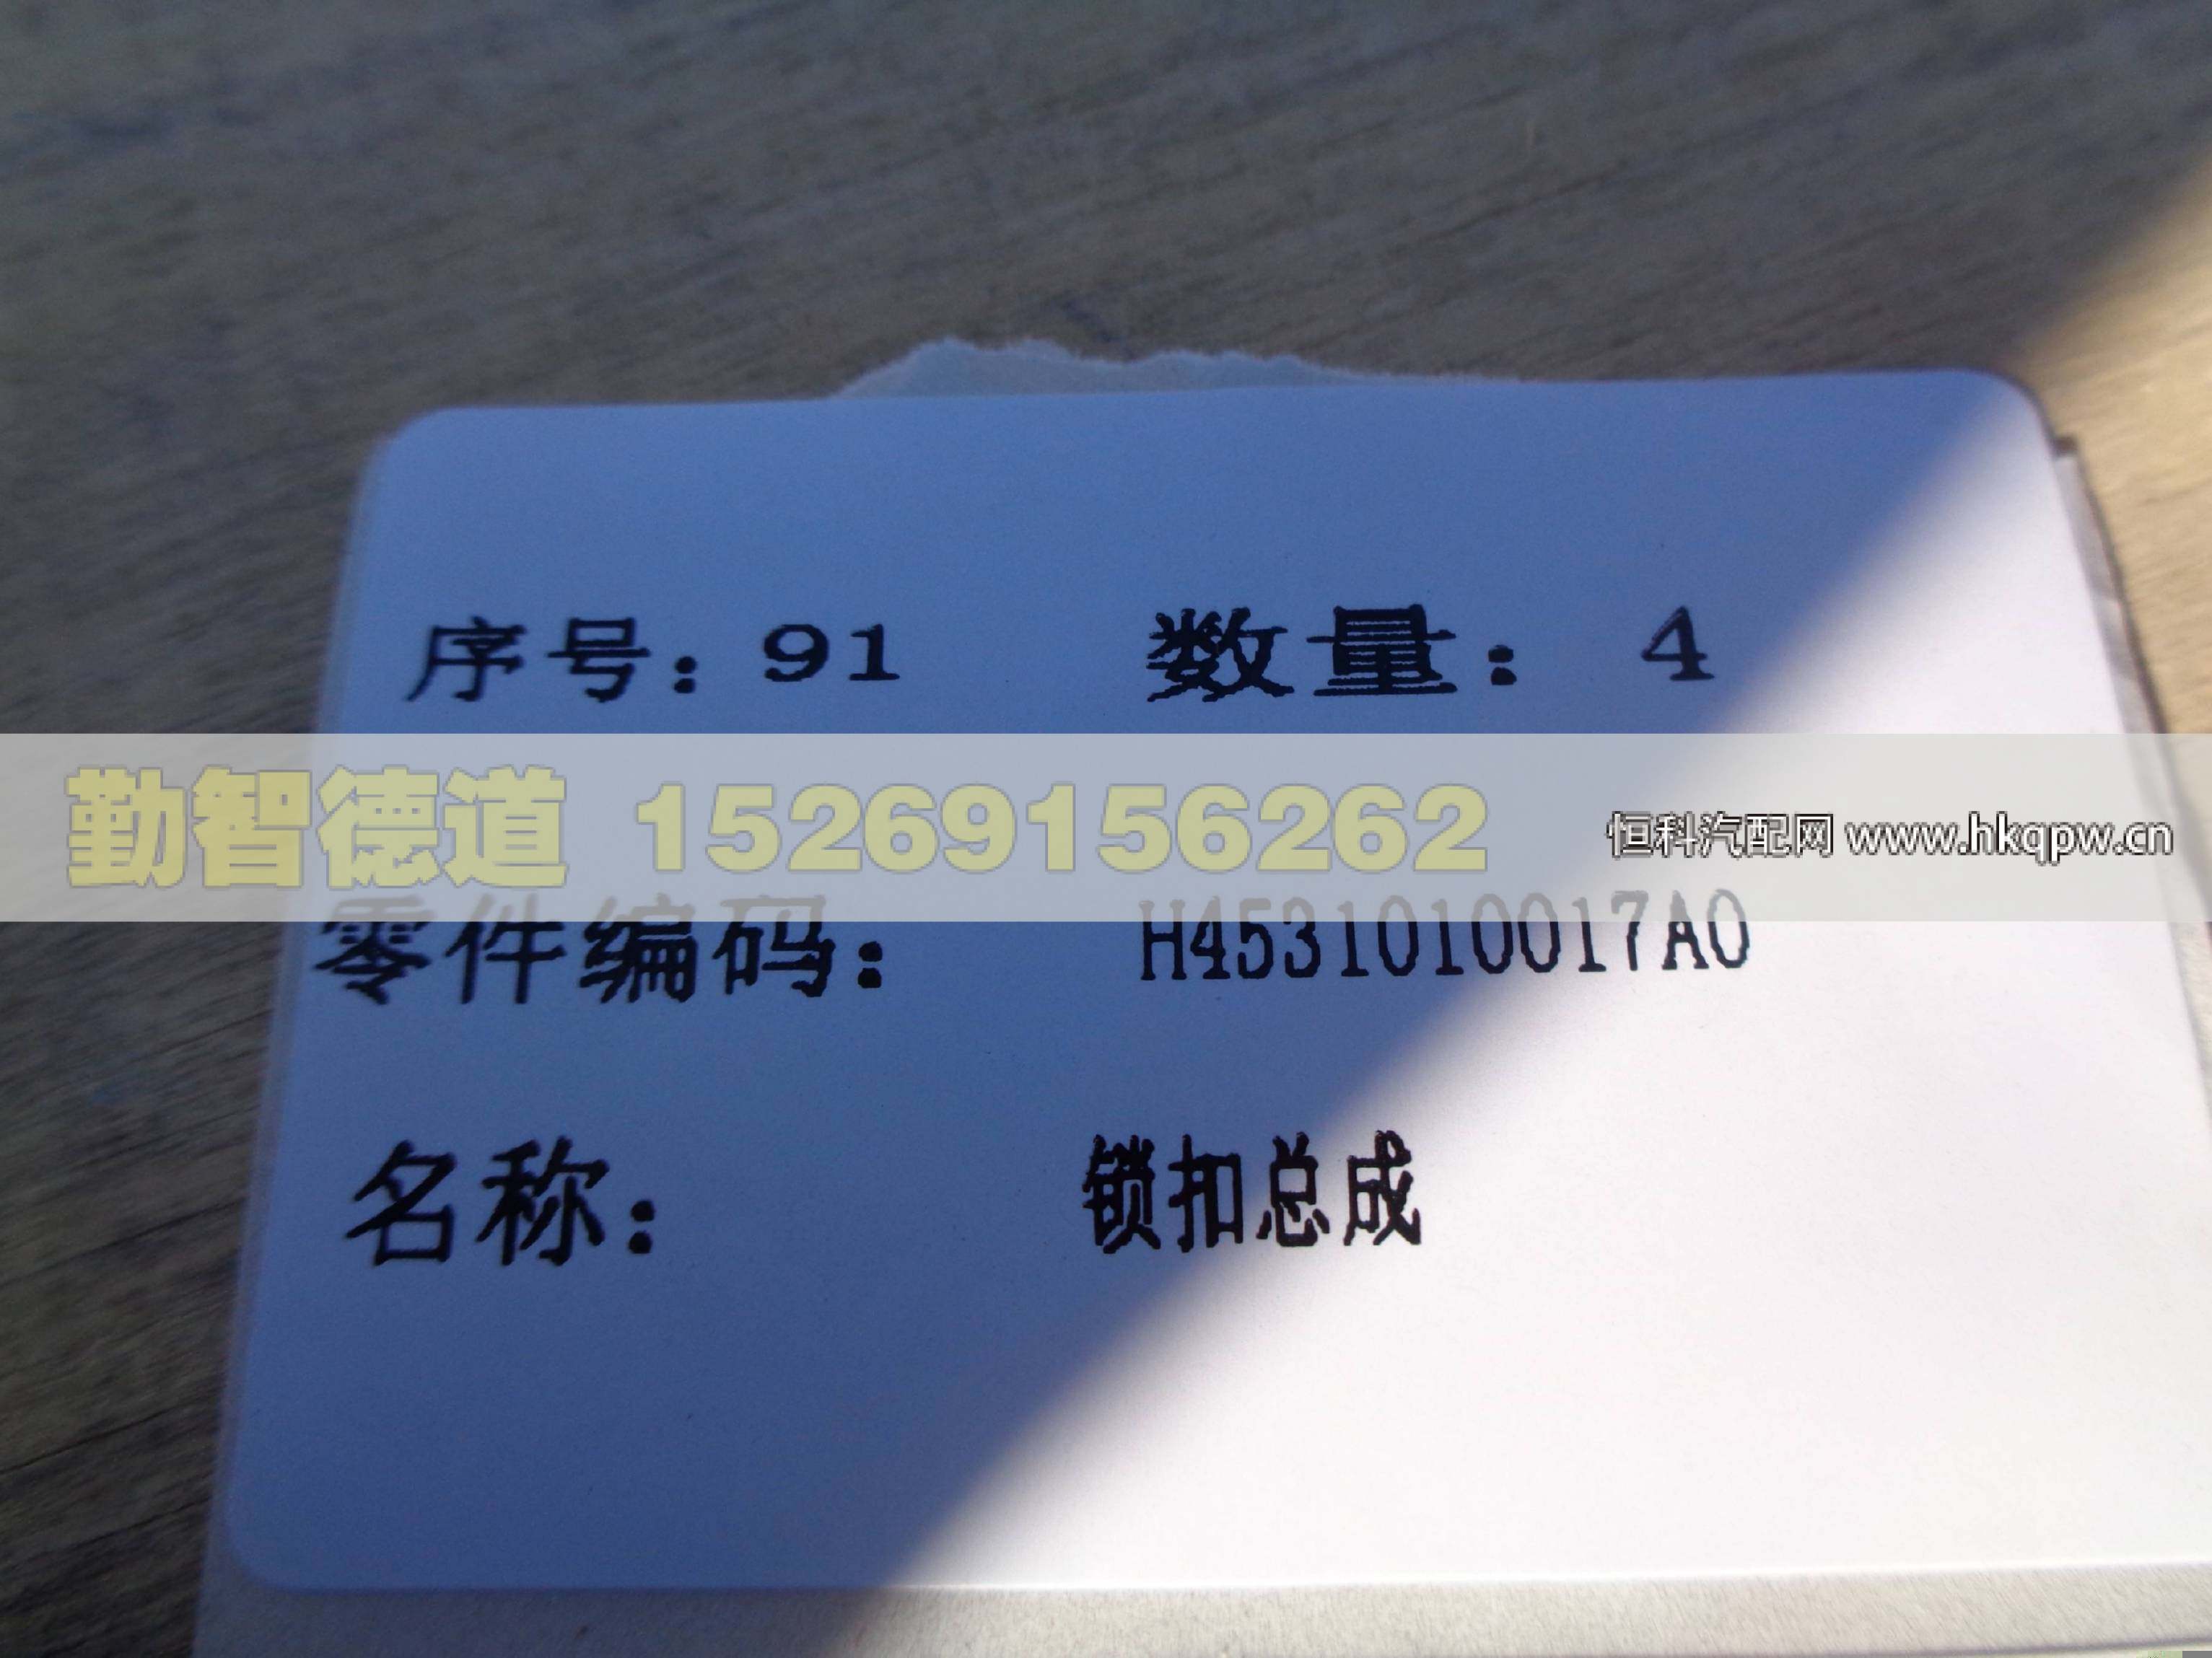 序号：91 数量：4
勤智德道 15269156262 恒科汽配网 www.hkqpw.cn
零件编码：H4531010017A0
名称：锁扣总成